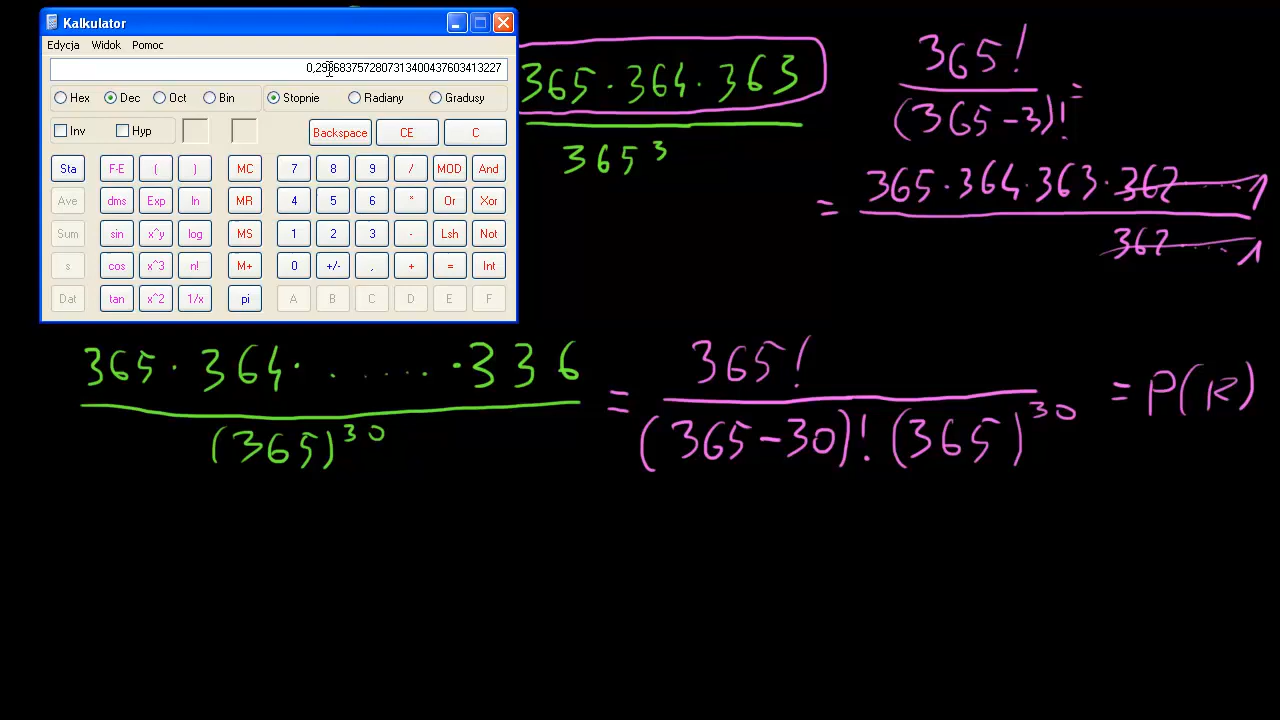 Kalkulator
Edycja Widok Pomoc
Hex Dec Oct Bin Stopnie Radiany Gradusy
Inv Hyp Backspace CE C
Sta F-E ( ) MC 7 8 9 / MOD And
Ave dms Exp ln MR 4 5 6 * Or Xor
Sum sin x^y log MS 1 2 3 - Lsh Not
s cos x^3 n! M+ 0 +/- , + = Int
Dat tan x^2 1/x pi A B C D E F
365·364·363
365³
365!
(365-3)! =
= 365·364·363·362.....1
362.....1
365·364·.......·336
(365)³⁰
= 365!
(365-30)!(365)³⁰
= P(R)